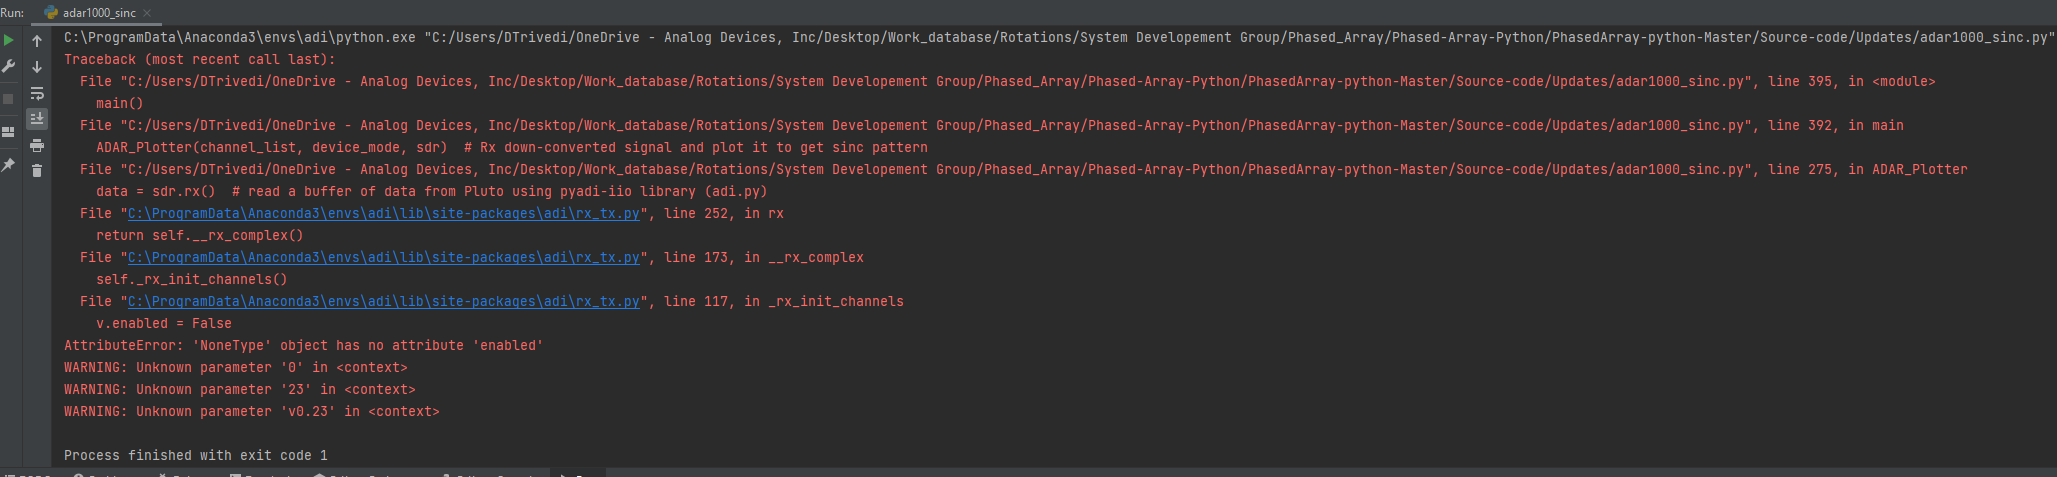 Run: adar1000_sinc
C:\ProgramData\Anaconda3\envs\adi\python.exe "C:/Users/DTrivedi/OneDrive - Analog Devices, Inc/Desktop/Work_database/Rotations/System Developement Group/Phased_Array/Phased-Array-Python/PhasedArray-python-Master/Source-code/Updates/adar1000_sinc.py"
Traceback (most recent call last):
  File "C:/Users/DTrivedi/OneDrive - Analog Devices, Inc/Desktop/Work_database/Rotations/System Developement Group/Phased_Array/Phased-Array-Python/PhasedArray-python-Master/Source-code/Updates/adar1000_sinc.py", line 395, in <module>
    main()
  File "C:/Users/DTrivedi/OneDrive - Analog Devices, Inc/Desktop/Work_database/Rotations/System Developement Group/Phased_Array/Phased-Array-Python/PhasedArray-python-Master/Source-code/Updates/adar1000_sinc.py", line 392, in main
    ADAR_Plotter(channel_list, device_mode, sdr)  # Rx down-converted signal and plot it to get sinc pattern
  File "C:/Users/DTrivedi/OneDrive - Analog Devices, Inc/Desktop/Work_database/Rotations/System Developement Group/Phased_Array/Phased-Array-Python/PhasedArray-python-Master/Source-code/Updates/adar1000_sinc.py", line 275, in ADAR_Plotter
    data = sdr.rx()  # read a buffer of data from Pluto using pyadi-iio library (adi.py)
  File "C:\ProgramData\Anaconda3\envs\adi\lib\site-packages\adi\rx_tx.py", line 252, in rx
    return self.__rx_complex()
  File "C:\ProgramData\Anaconda3\envs\adi\lib\site-packages\adi\rx_tx.py", line 173, in __rx_complex
    self._rx_init_channels()
  File "C:\ProgramData\Anaconda3\envs\adi\lib\site-packages\adi\rx_tx.py", line 117, in _rx_init_channels
    v.enabled = False
AttributeError: 'NoneType' object has no attribute 'enabled'
WARNING: Unknown parameter '0' in <context>
WARNING: Unknown parameter '23' in <context>
WARNING: Unknown parameter 'v0.23' in <context>
Process finished with exit code 1